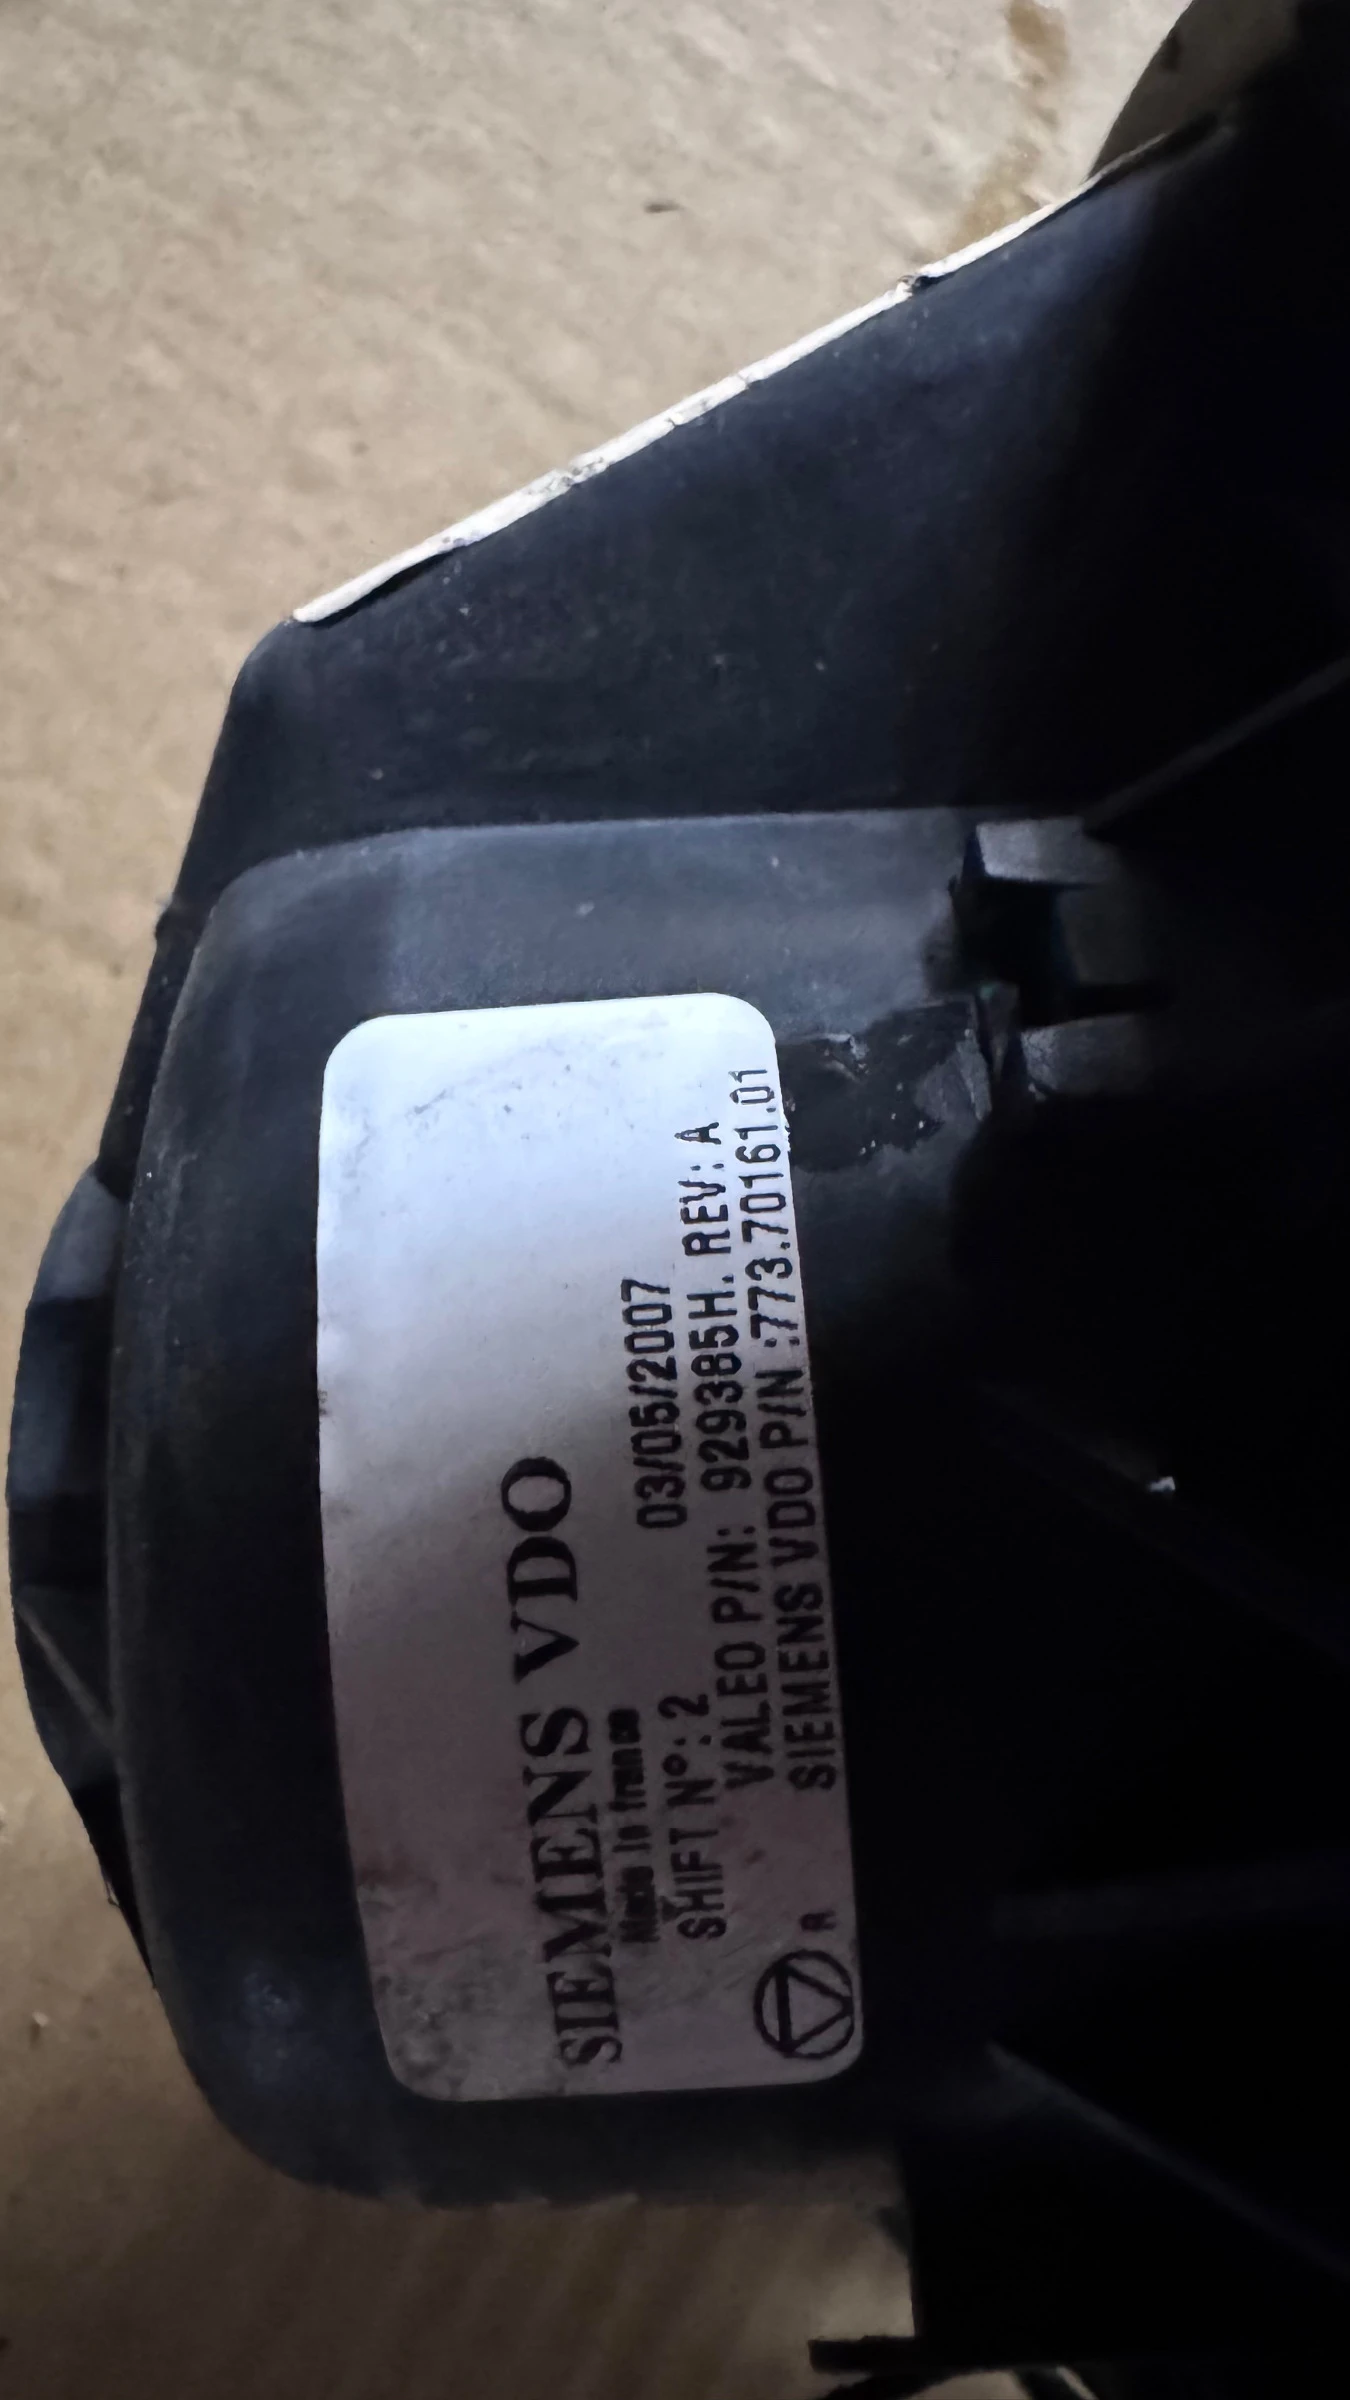 SIEMENS VDO
Made in france
03/05/2007
SHIFT N°: 2
VALEO P/N: 929385H. REV: A
SIEMENS VDO P/N :773.70161.01
R